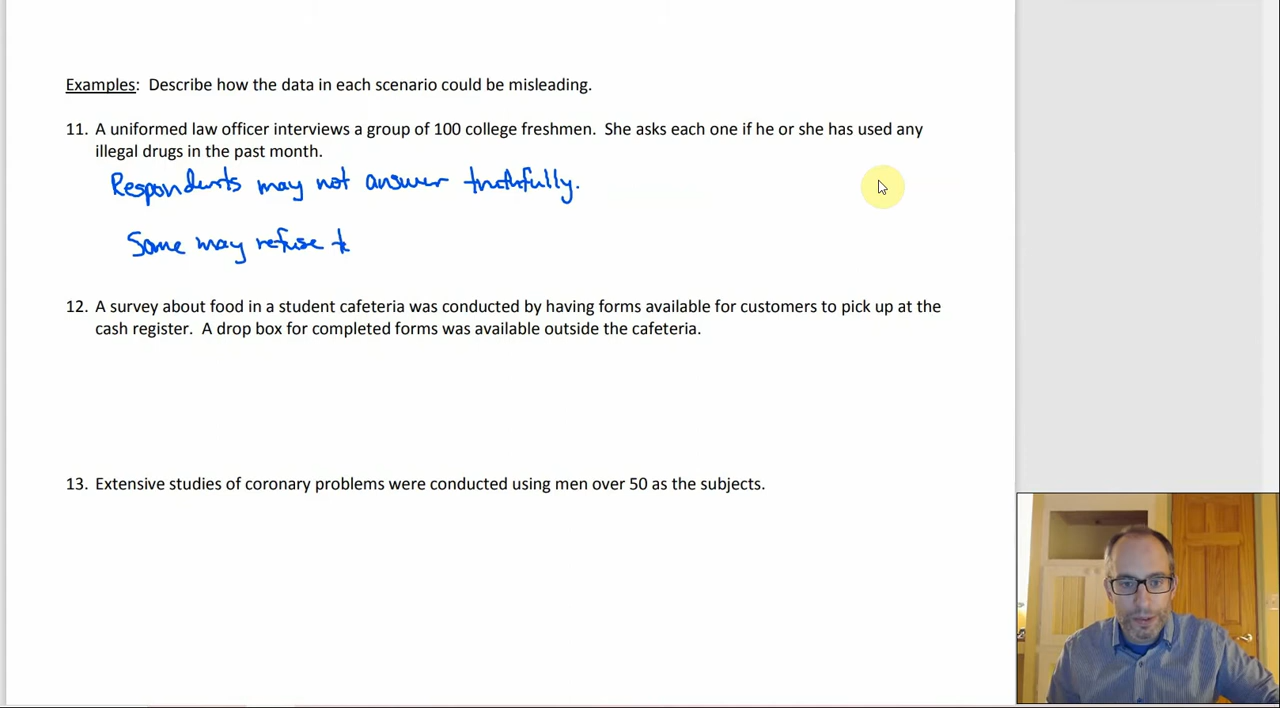 Examples: Describe how the data in each scenario could be misleading.
11. A uniformed law officer interviews a group of 100 college freshmen. She asks each one if he or she has used any
illegal drugs in the past month.
Respondents may not answer truthfully.
Some may refuse t
12. A survey about food in a student cafeteria was conducted by having forms available for customers to pick up at the
cash register. A drop box for completed forms was available outside the cafeteria.
13. Extensive studies of coronary problems were conducted using men over 50 as the subjects.